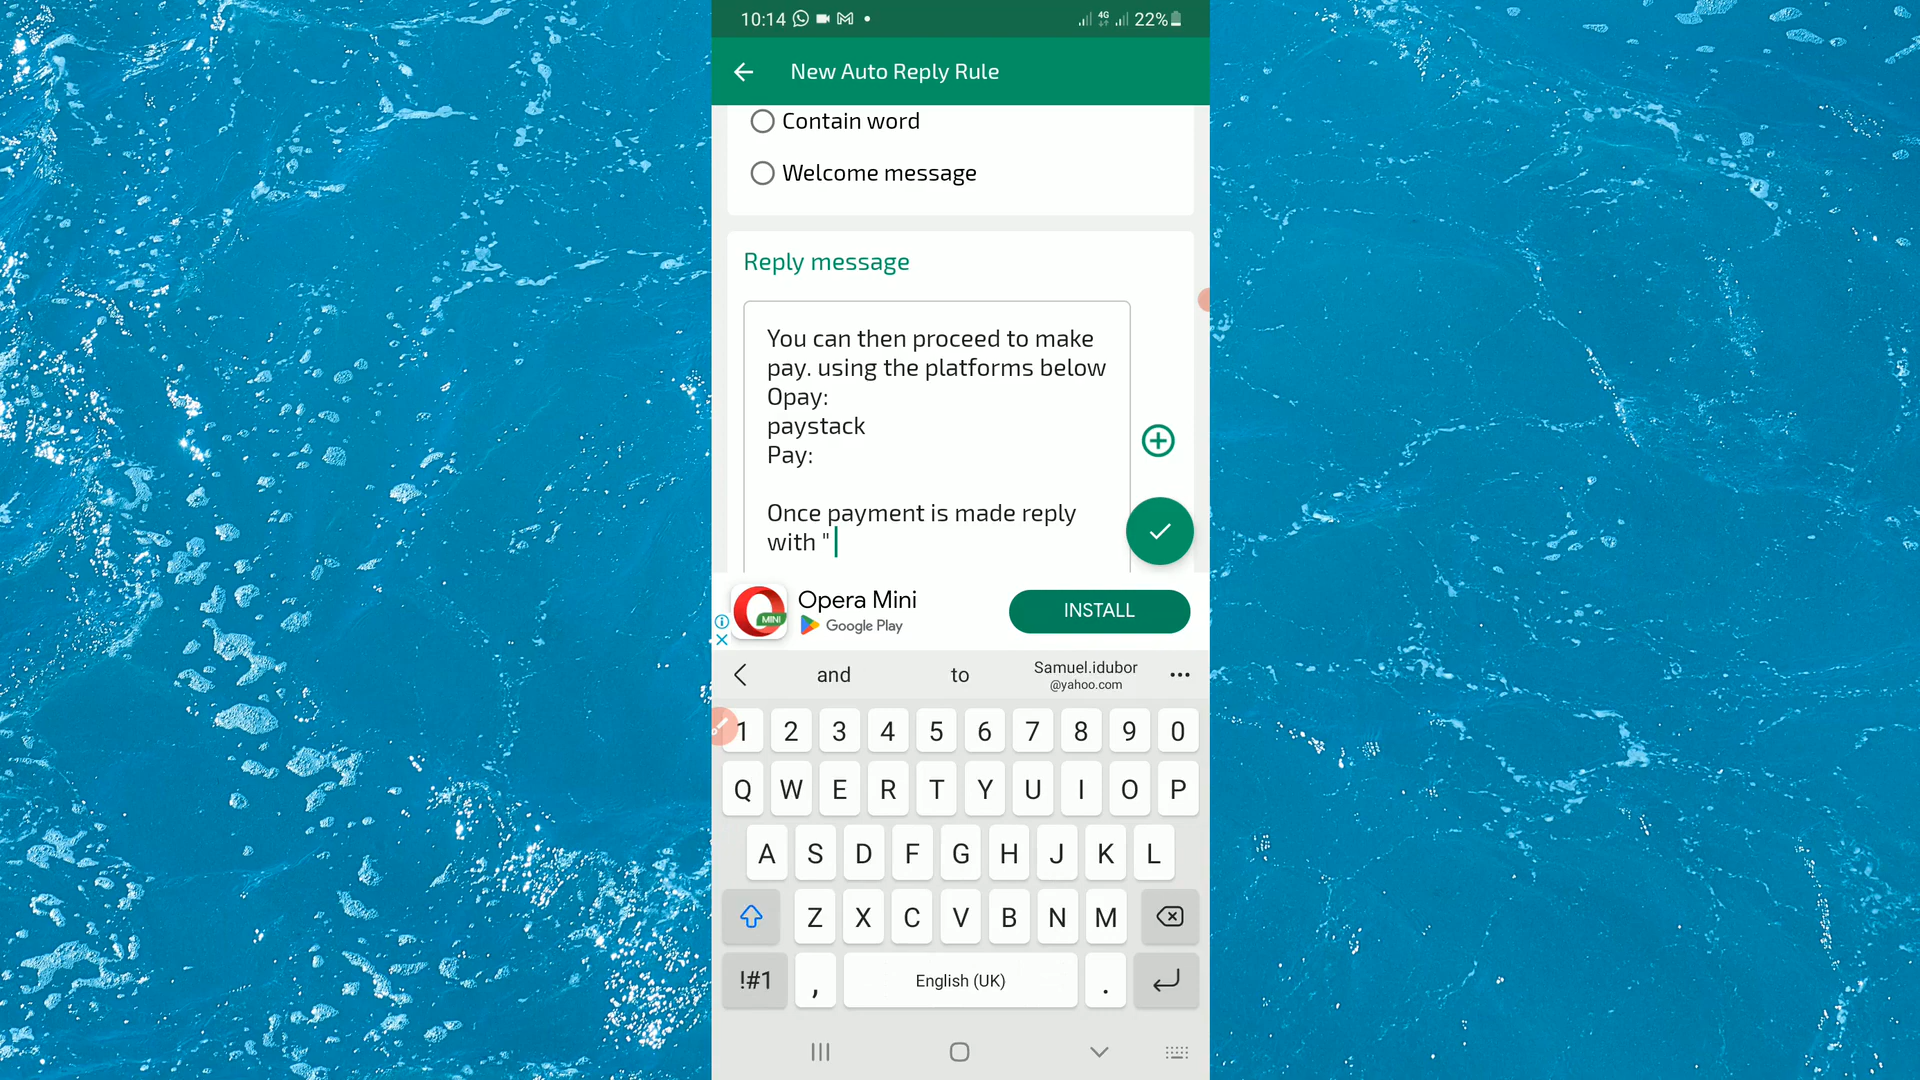 10:14 4G 22%
New Auto Reply Rule
Contain word
Welcome message
Reply message
You can then proceed to make
pay. using the platforms below
Opay:
paystack
Pay:
Once payment is made reply
with "
MINI
Opera Mini
Google Play
INSTALL
and to Samuel.idubor
@yahoo.com
1 2 3 4 5 6 7 8 9 0
Q W E R T Y U I O P
A S D F G H J K L
Z X C V B N M
!#1 , English (UK) .